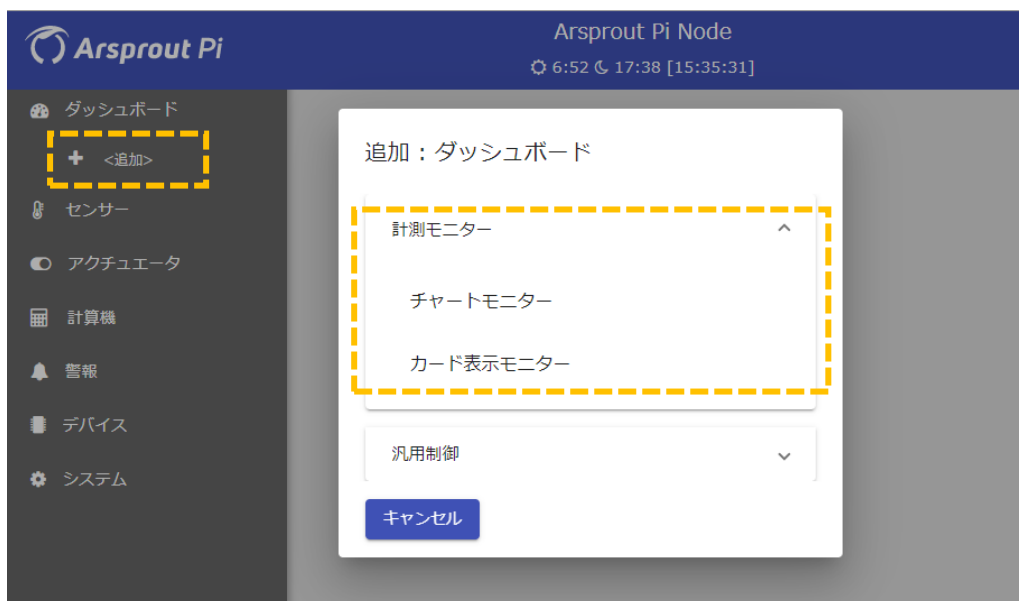 Arsprout Pi
Arsprout Pi Node
6:52 17:38 [15:35:31]
ダッシュボード
<追加>
センサー
アクチュエータ
計算機
警報
デバイス
システム
追加：ダッシュボード
計測モニター
チャートモニター
カード表示モニター
汎用制御
キャンセル